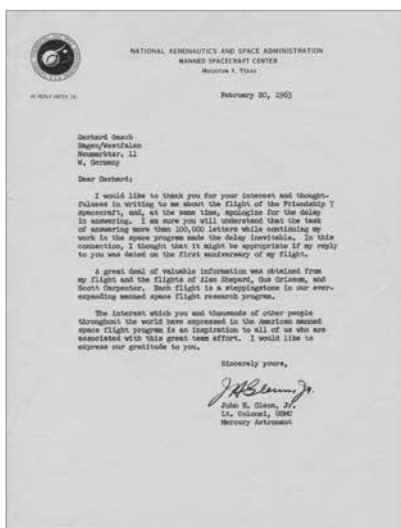 NATIONAL AERONAUTICS AND SPACE ADMINISTRATION
MANNED SPACECRAFT CENTER
HOUSTON 1, TEXAS
IN REPLY REFER TO:
February 20, 1963
Gerhard
Hagen/Westfalen
Neumarktstr. 11
W. Germany
Dear Gerhard:
I would like to thank you for your interest and thought-
fulness in writing to me about the flight of the Friendship 7
spacecraft, and, at the same time, apologize for the delay
in answering. I am sure you will understand that the task
of answering more than 100,000 letters while continuing my
work in the space program made the delay inevitable. In this
connection, I thought that it might be appropriate if my reply
to you was dated on the first anniversary of my flight.
A great deal of valuable information was obtained from
my flight and the flights of Alan Shepard, Gus Grissom, and
Scott Carpenter. Each flight is a steppingstone in our ever-
expanding manned space flight research program.
The interest which you and thousands of other people
throughout the world have expressed in the American manned
space flight program is an inspiration to all of us who are
associated with this great team effort. I would like to
express our gratitude to you.
Sincerely yours,
J H Glenn, Jr.
John H. Glenn, Jr.
Lt. Colonel, USMC
Mercury Astronaut